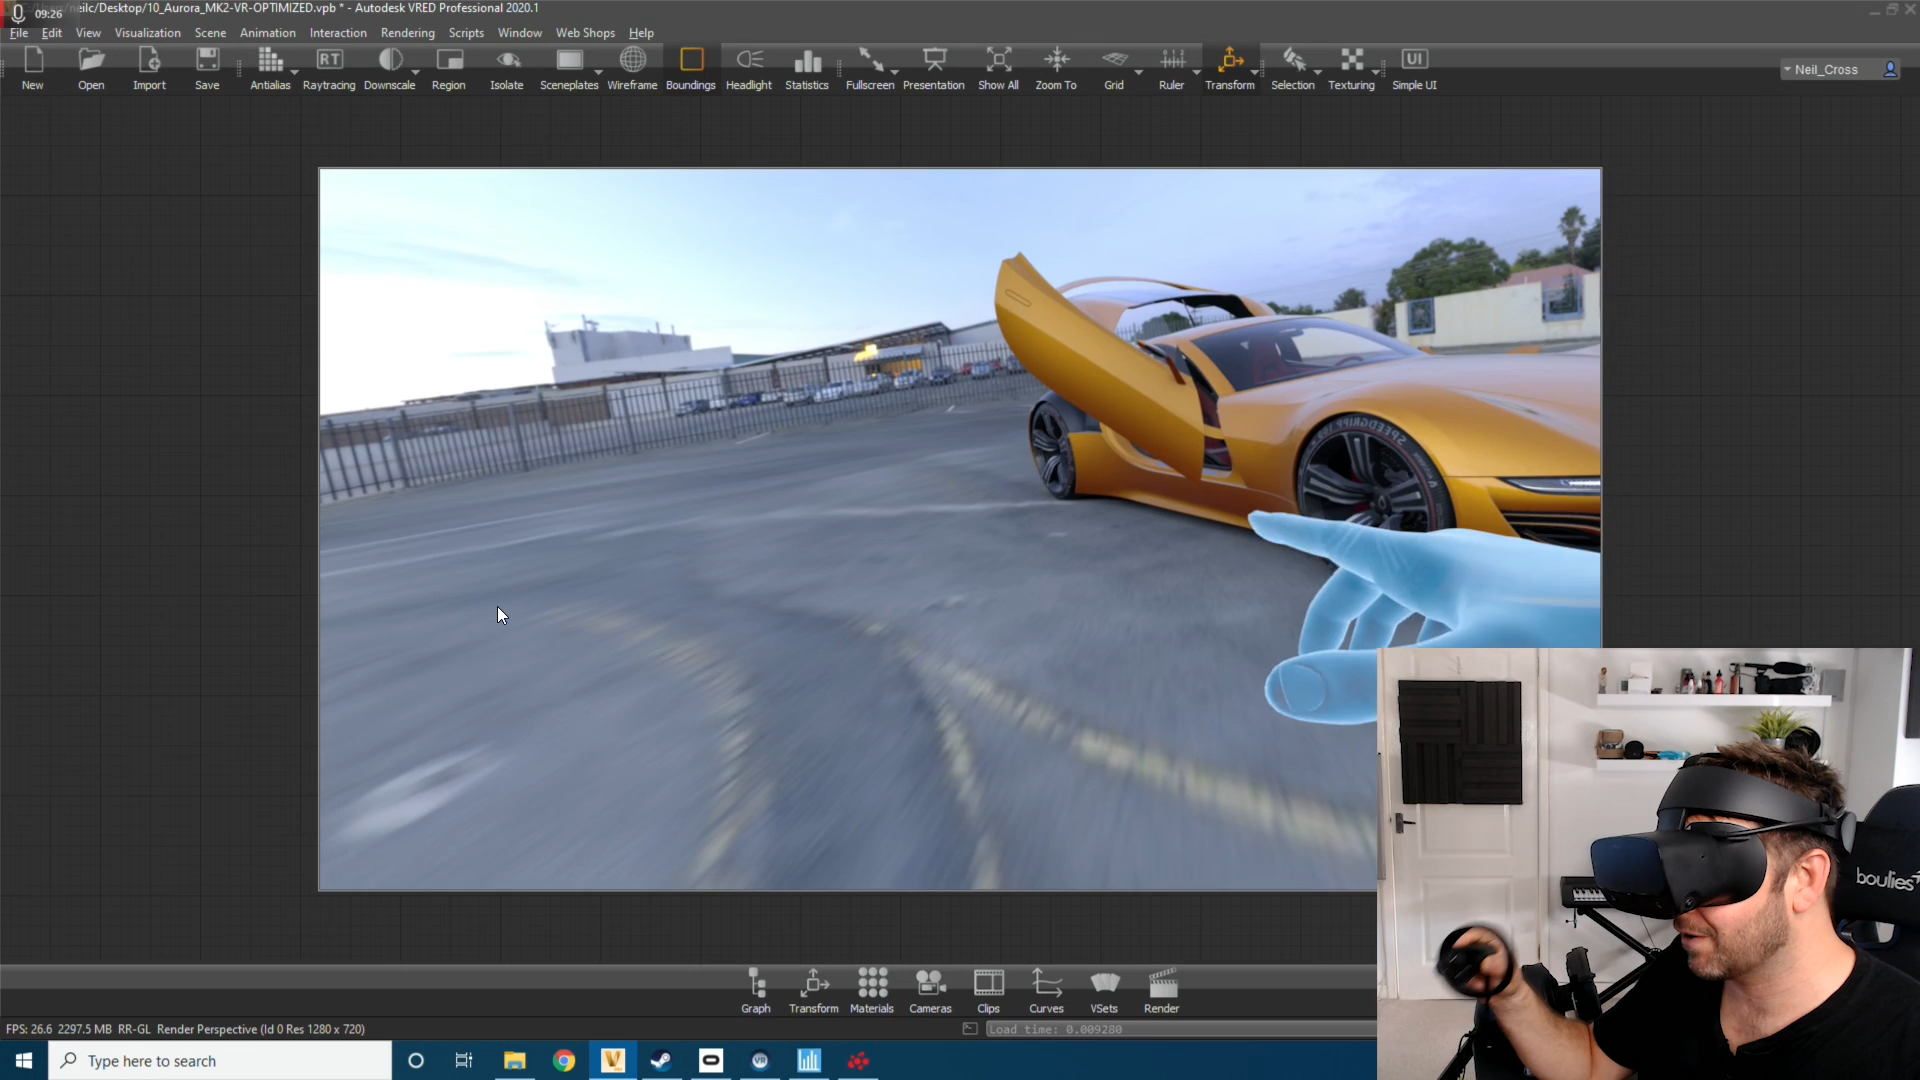 09:26
neilc/Desktop/10_Aurora_MK2-VR-OPTIMIZED.vpb * - Autodesk VRED Professional 2020.1
File Edit View Visualization Scene Animation Interaction Rendering Scripts Window Web Shops Help
RT UI
New Open Import Save Antialias Raytracing Downscale Region Isolate Sceneplates Wireframe Boundings Headlight Statistics Fullscreen Presentation Show All Zoom To Grid Ruler Transform Selection Texturing Simple UI
Neil_Cross
boulies
Graph Transform Materials Cameras Clips Curves VSets Render
FPS: 26.6 2297.5 MB RR-GL Render Perspective (Id 0 Res 1280 x 720)
Load time: 0.009280
Type here to search
VR